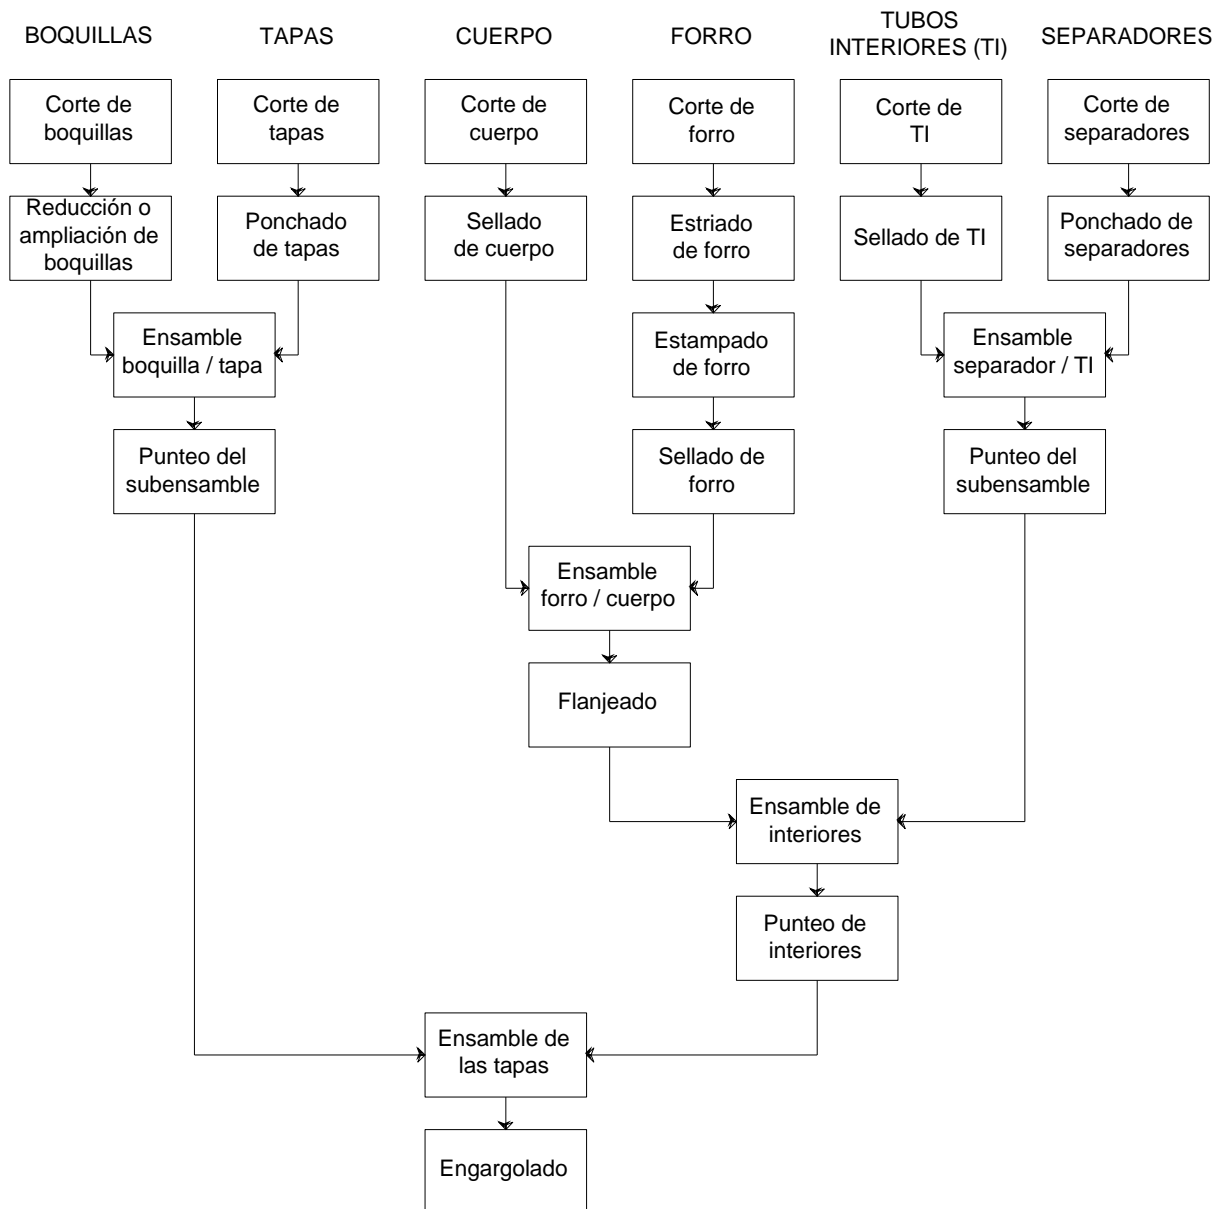 BOQUILLAS
TAPAS
CUERPO
FORRO
TUBOS
INTERIORES (TI)
SEPARADORES
Corte de
boquillas
Corte de
tapas
Corte de
cuerpo
Corte de
forro
Corte de
TI
Corte de
separadores
Reducción o
ampliación de
boquillas
Ponchado
de tapas
Sellado
de cuerpo
Estriado
de forro
Sellado de TI
Ponchado de
separadores
Ensamble
boquilla / tapa
Estampado
de forro
Ensamble
separador / TI
Punteo del
subensamble
Sellado de
forro
Punteo del
subensamble
Ensamble
forro / cuerpo
Flanjeado
Ensamble de
interiores
Punteo de
interiores
Ensamble de
las tapas
Engargolado